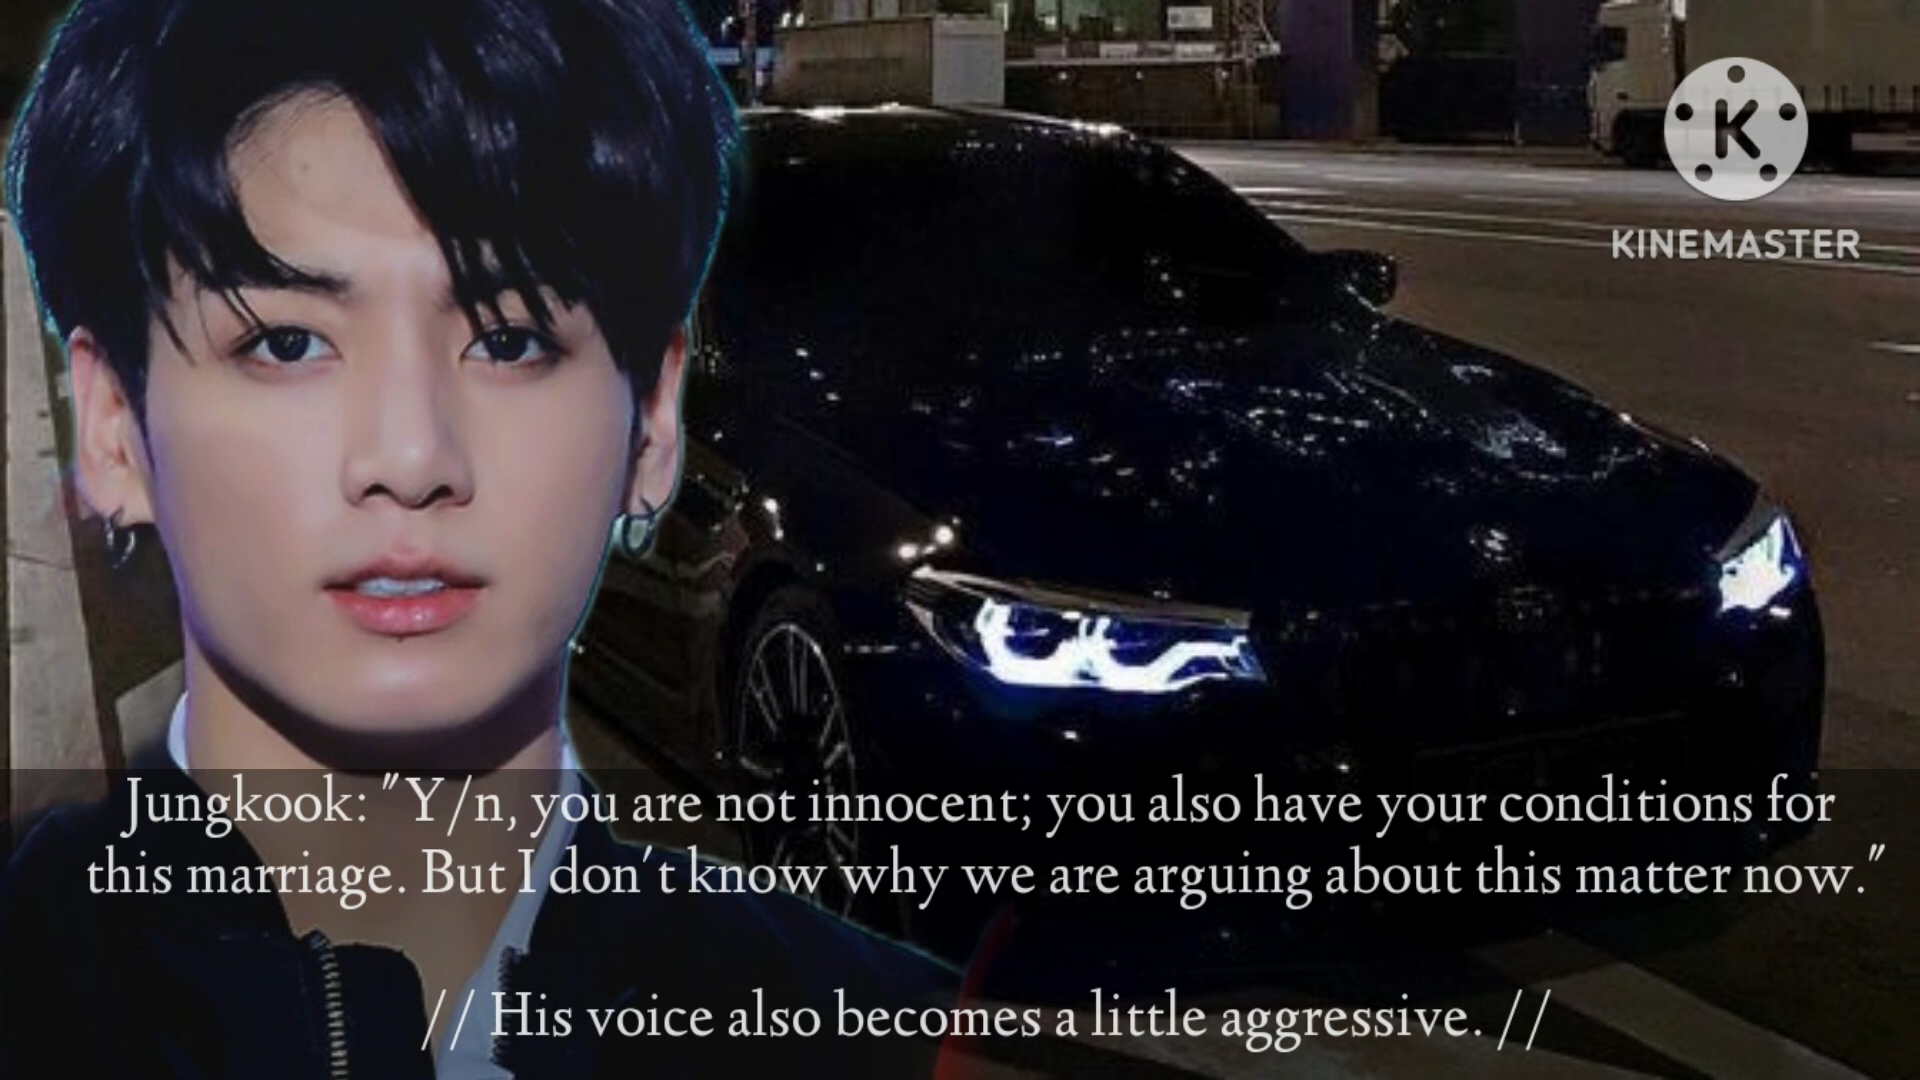 K
KINEMASTER
Jungkook: "Y/n, you are not innocent; you also have your conditions for
this marriage. But I don't know why we are arguing about this matter now."
// His voice also becomes a little aggressive. //